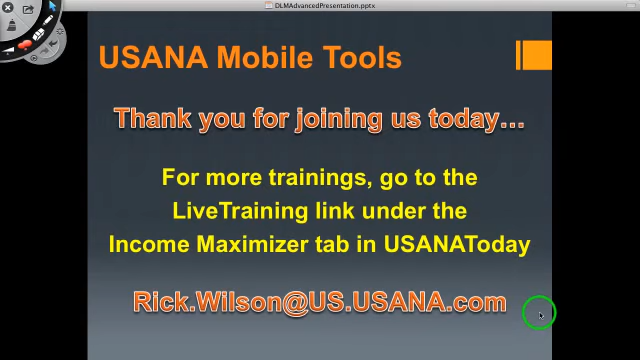 DLMAdvancedPresentation.pptx
USANA Mobile Tools
Thank you for joining us today...
For more trainings, go to the
LiveTraining link under the
Income Maximizer tab in USANAToday
Rick.Wilson@US.USANA.com